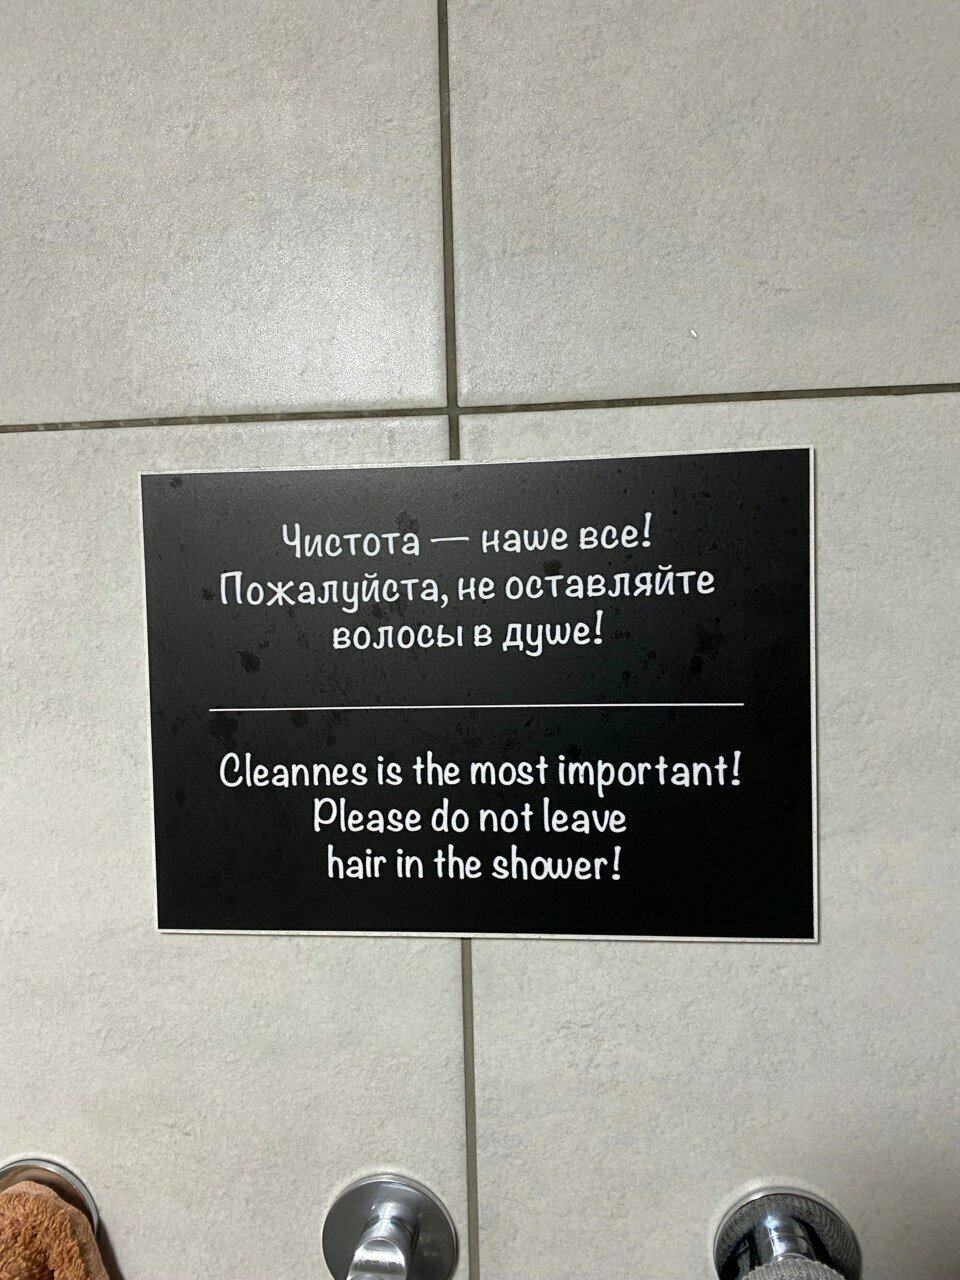 Чистота — наше все!
Пожалуйста, не оставляйте
волосы в душе!
Cleannes is the most important!
Please do not leave
hair in the shower!